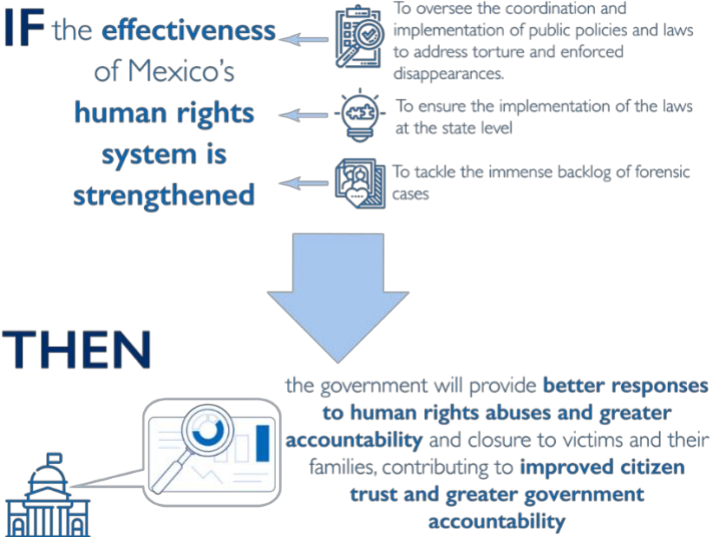 IF the effectiveness
of Mexico's
human rights
system is
strengthened
To oversee the coordination and
implementation of public policies and laws
to address torture and enforced
disappearances.
To ensure the implementation of the laws
at the state level
To tackle the immense backlog of forensic
cases
THEN
the government will provide better responses
to human rights abuses and greater
accountability and closure to victims and their
families, contributing to improved citizen
trust and greater government
accountability